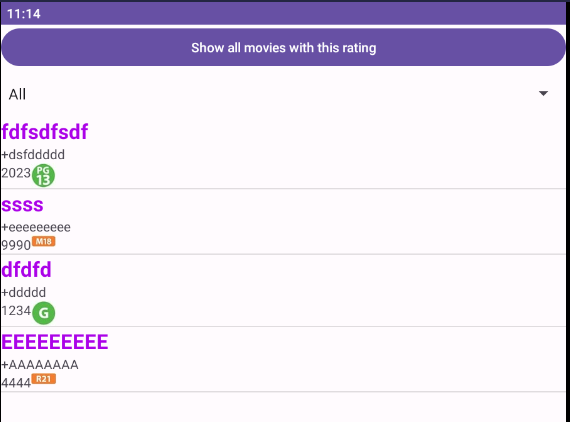 11:14
Show all movies with this rating
All
fdfsdfsdf
+dsfddddd
2023 PG 13
ssss
+eeeeeeeee
9990 M18
dfdfd
+ddddd
1234 G
EEEEEEEEE
+AAAAAAAA
4444 R21